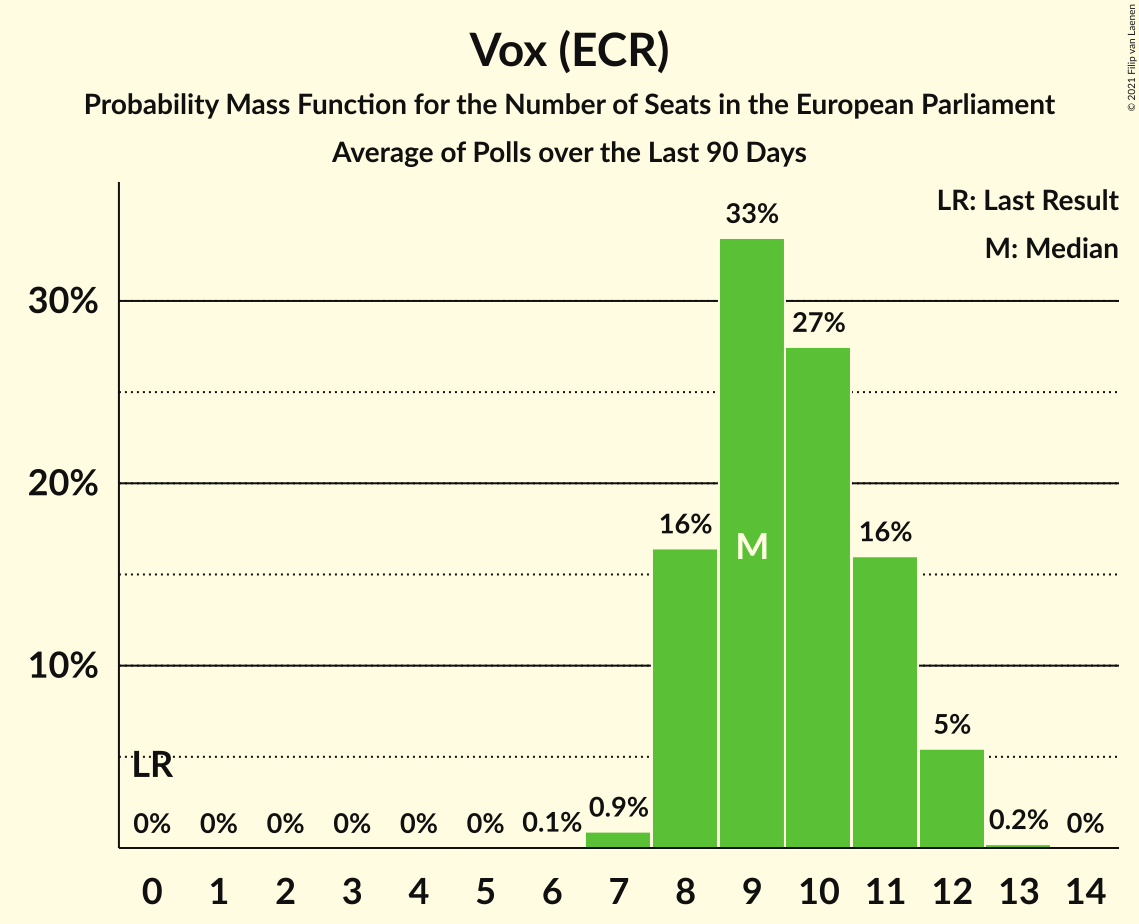 Vox (ECR)
Probability Mass Function for the Number of Seats in the European Parliament
Average of Polls over the Last 90 Days
© 2021 Filip van Laenen
LR: Last Result
M: Median
30%
20%
10%
LR
M
0% 0% 0% 0% 0% 0% 0.1% 0.9% 16% 33% 27% 16% 5% 0.2% 0%
0 1 2 3 4 5 6 7 8 9 10 11 12 13 14